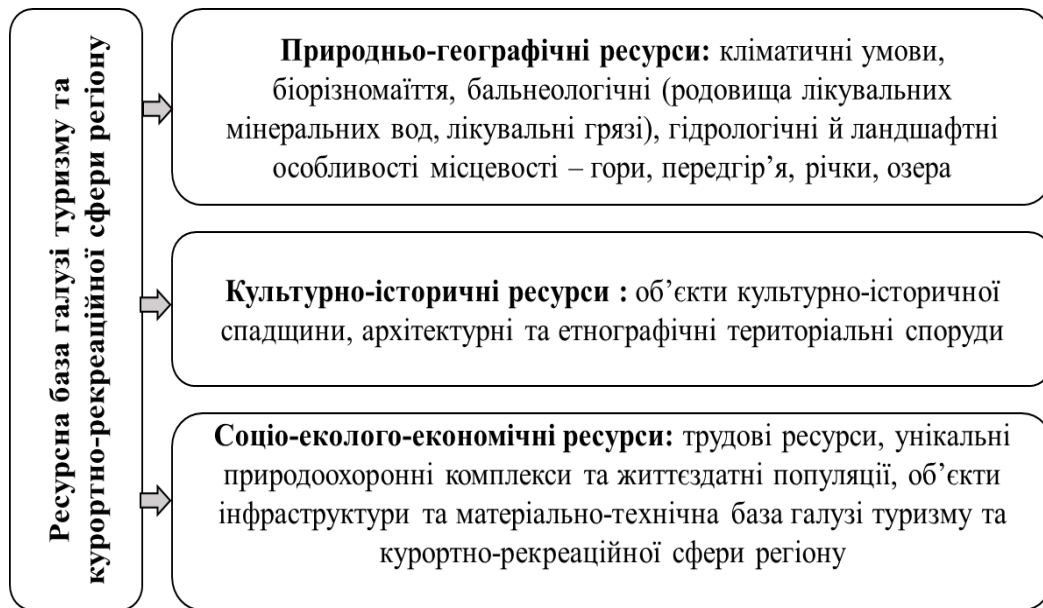 Ресурсна база галузі туризму та
курортно-рекреаційної сфери регіону
Природньо-географічні ресурси: кліматичні умови,
біорізномаїття, бальнеологічні (родовища лікувальних
мінеральних вод, лікувальні грязі), гідрологічні й ландшафтні
особливості місцевості – гори, передгір’я, річки, озера
Культурно-історичні ресурси : об’єкти культурно-історичної
спадщини, архітектурні та етнографічні територіальні споруди
Соціо-еколого-економічні ресурси: трудові ресурси, унікальні
природоохоронні комплекси та життєздатні популяції, об’єкти
інфраструктури та матеріально-технічна база галузі туризму та
курортно-рекреаційної сфери регіону